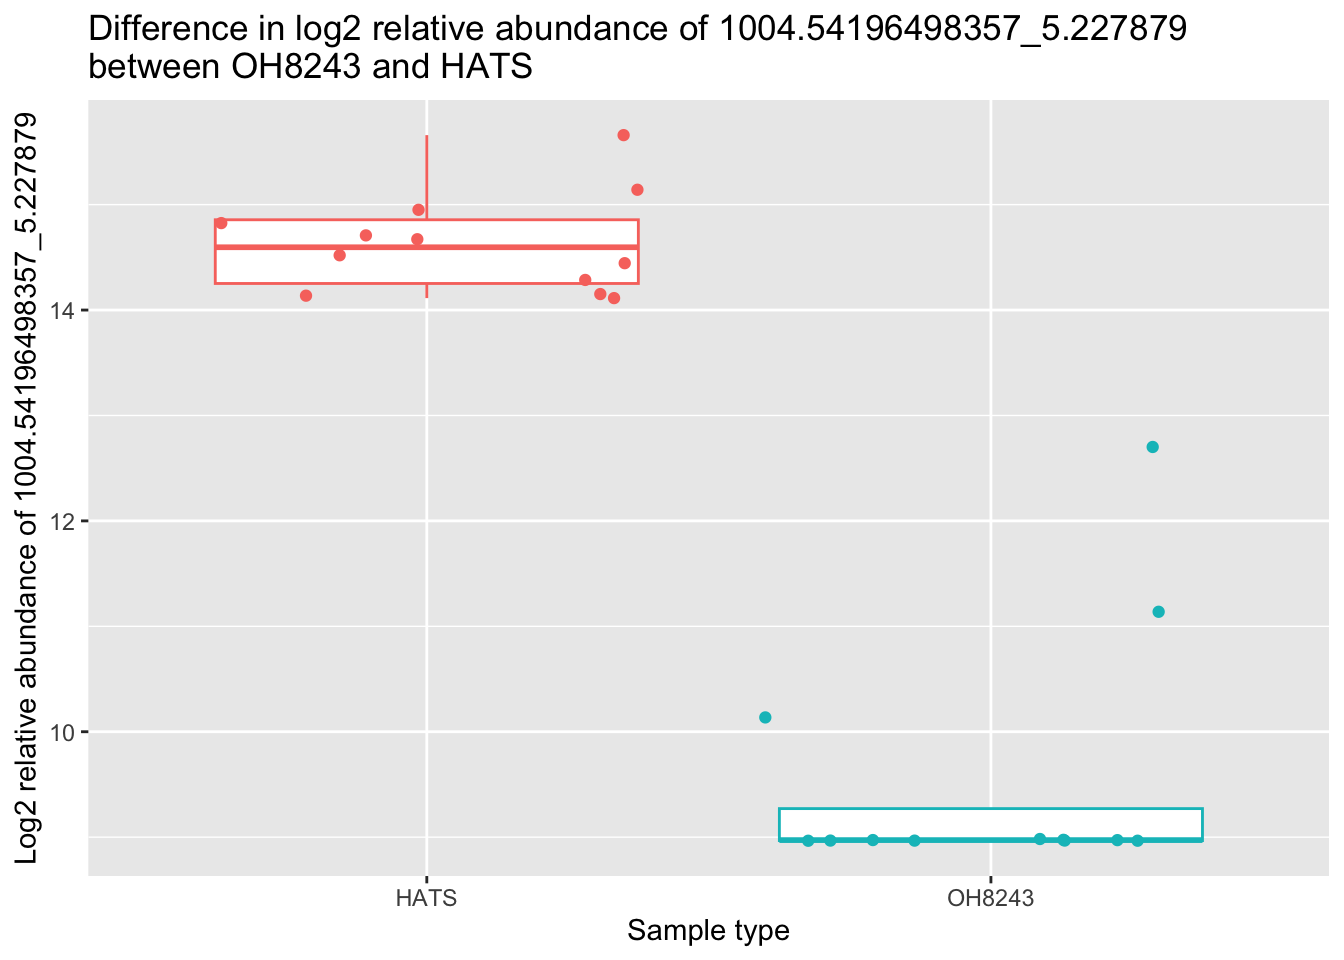 Difference in log2 relative abundance of 1004.54196498357_5.227879
between OH8243 and HATS
Log2 relative abundance of 1004.54196498357_5.227879
14
12
10
HATS
OH8243
Sample type